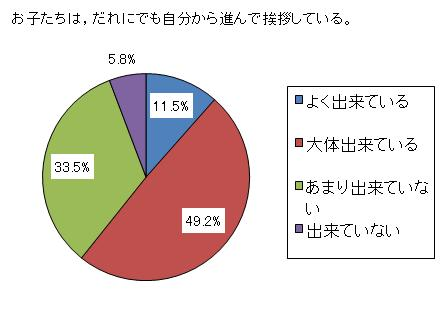 お子たちは，だれにでも自分から進んで挨拶している。
5.8%
11.5%
33.5%
49.2%
よく出来ている
大体出来ている
あまり出来ていな
い
出来ていない